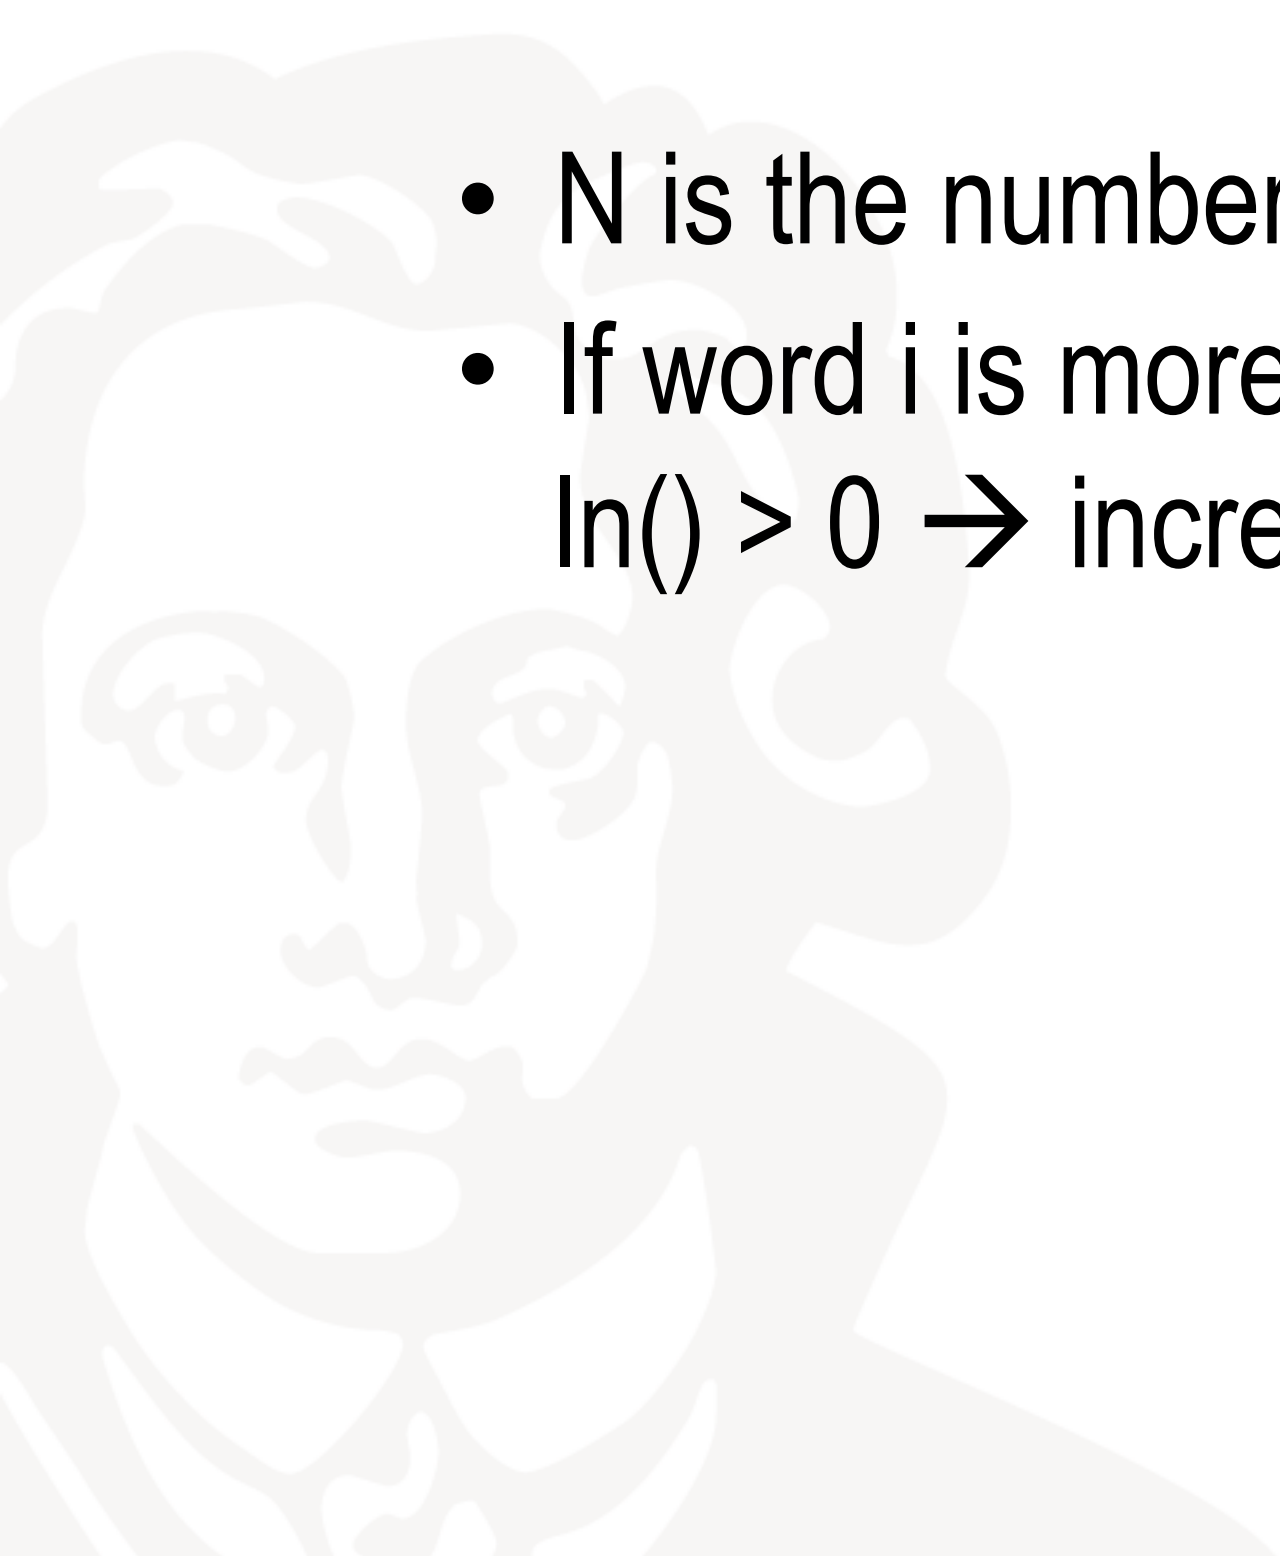 • N is the number
• If word i is more
ln() > 0 → incre